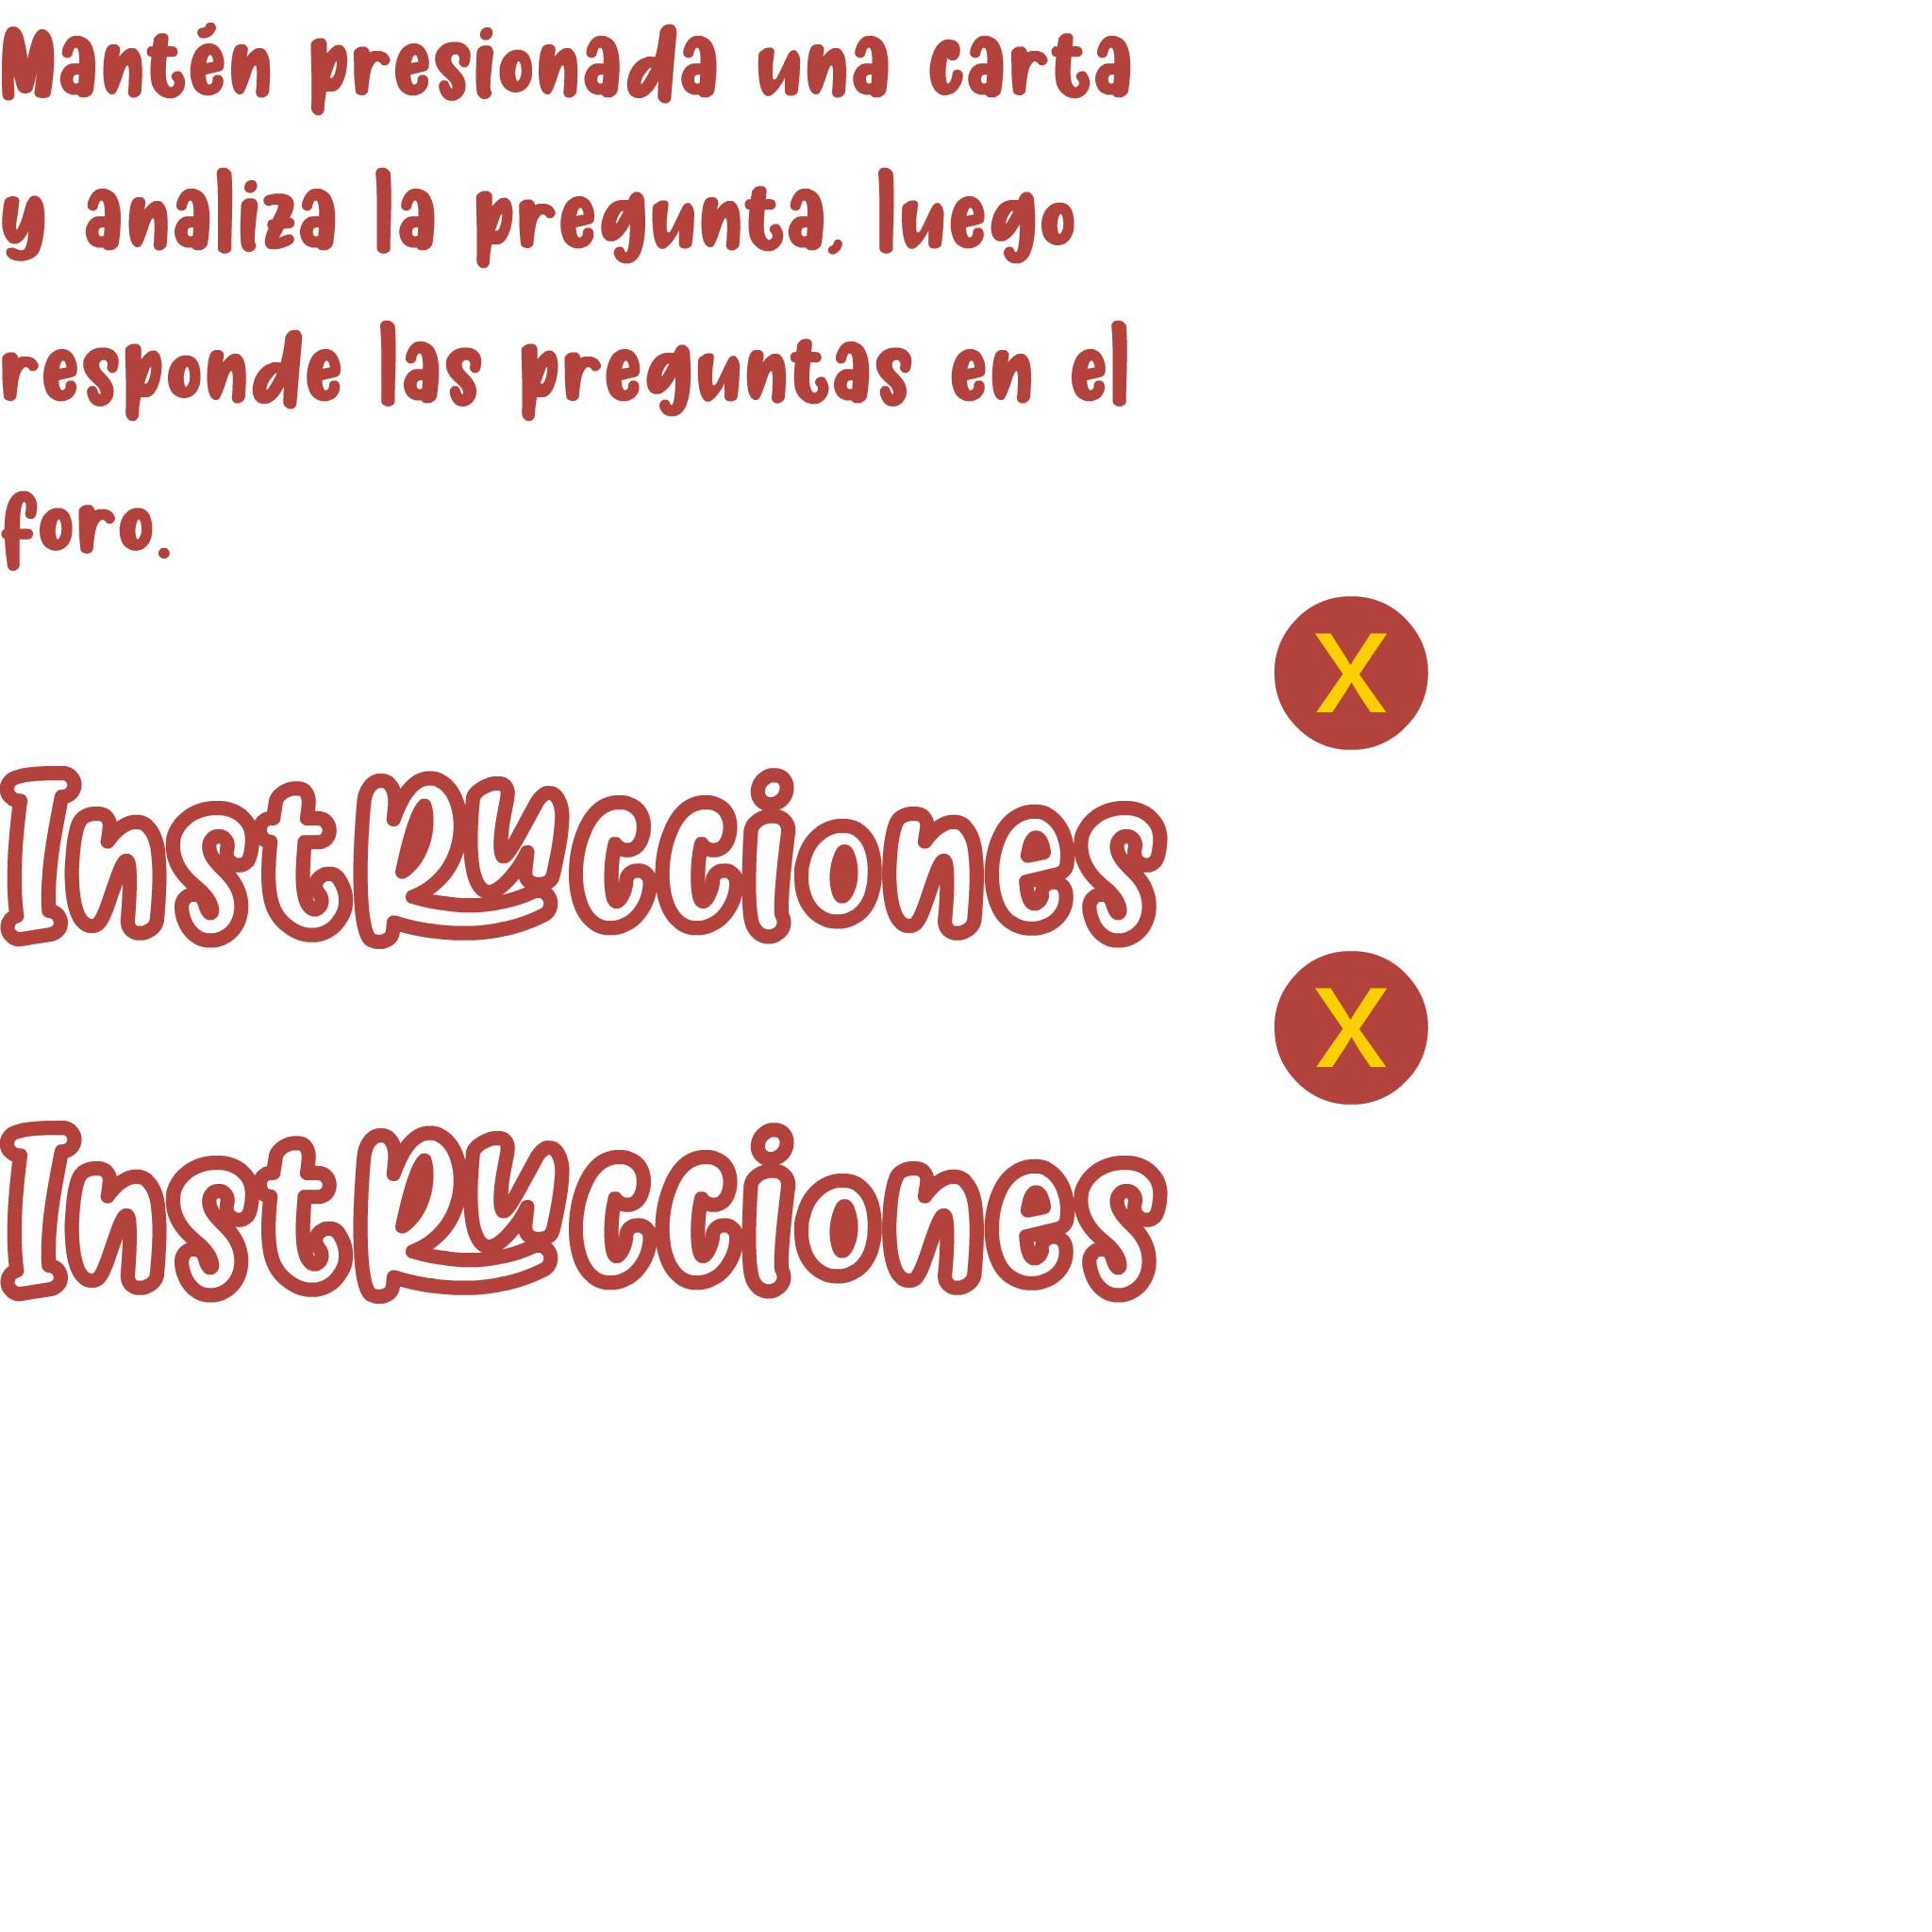 Mantén presionada una carta
y analiza la pregunta, luego
responde las preguntas en el
foro.
X
Instrucciones
X
Instrucciones